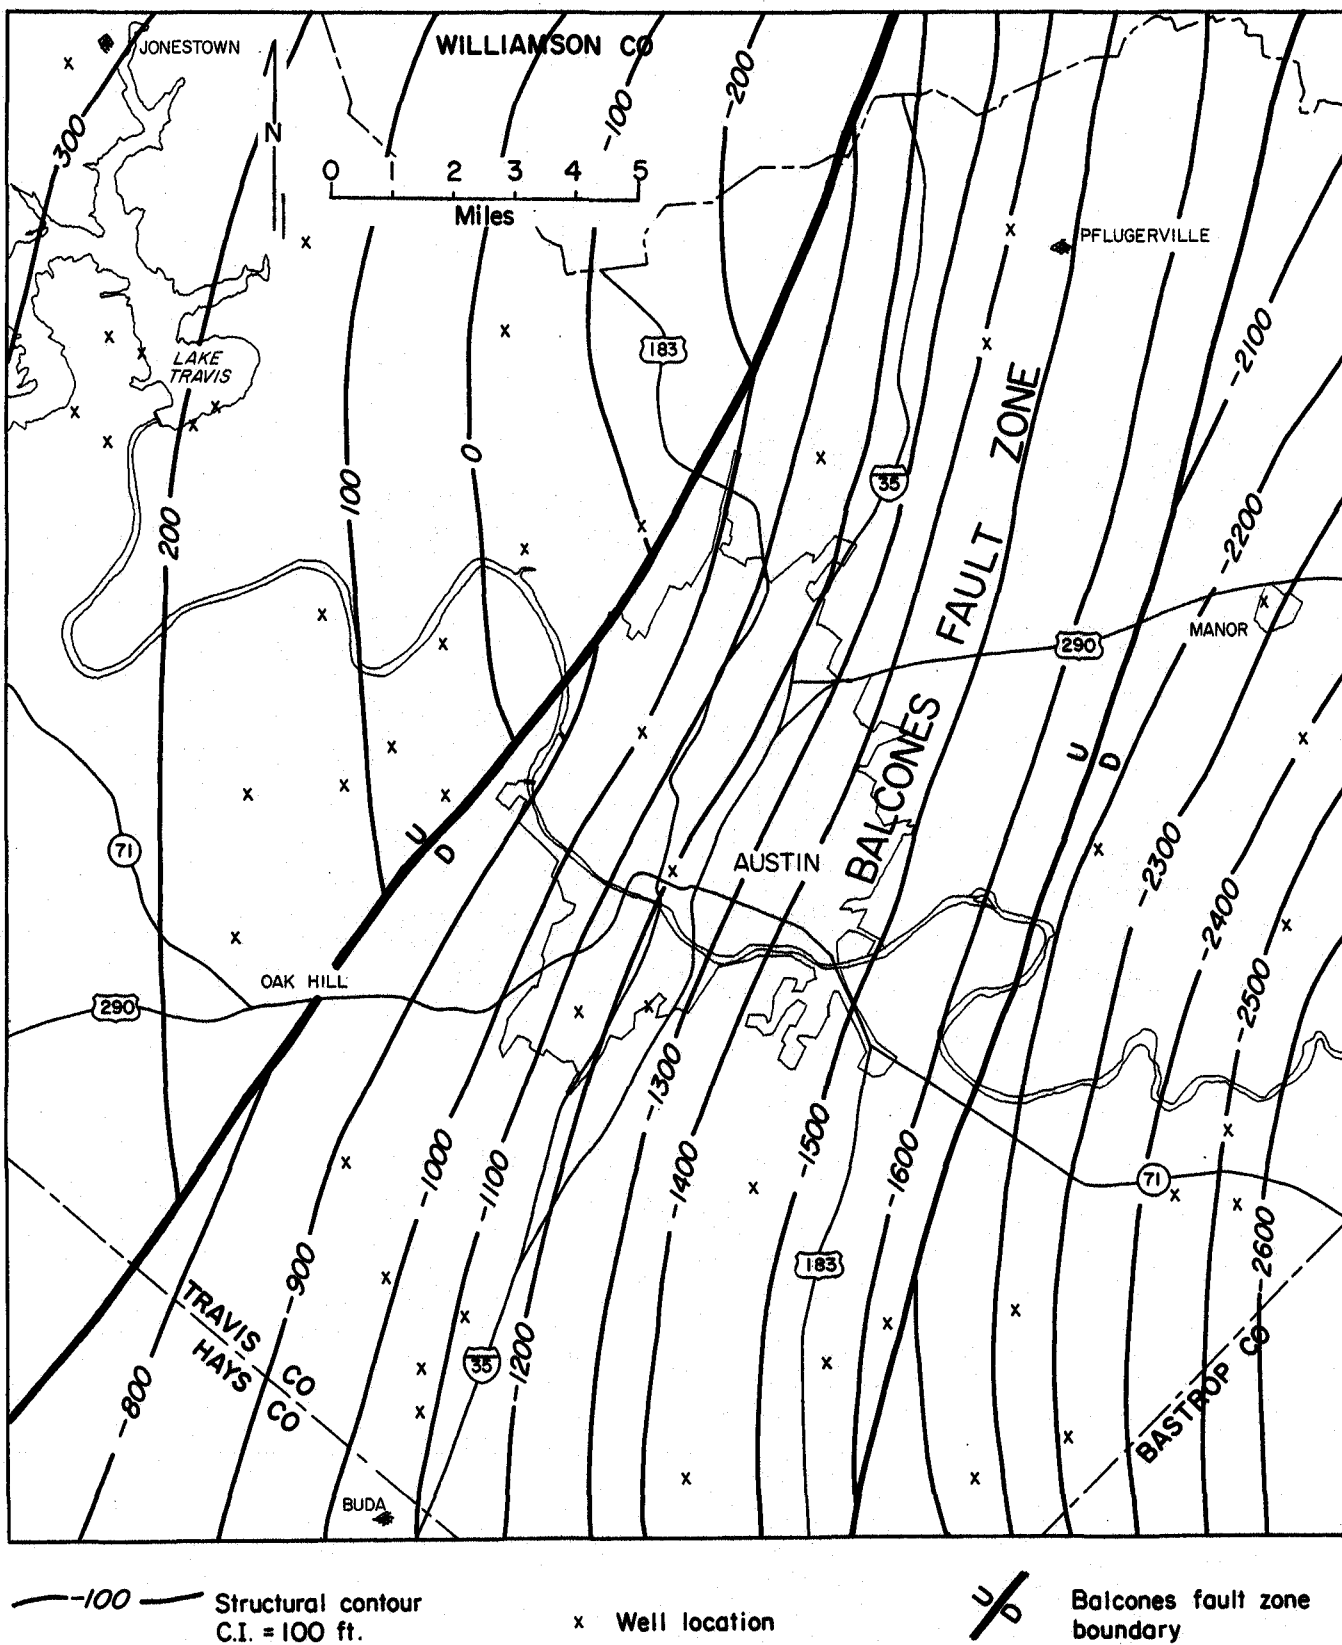 JONESTOWN
WILLIAMSON CO
300
-100
-200
N
0 1 2 3 4 5
Miles
PFLUGERVILLE
LAKE
TRAVIS
183
-2100
ZONE
0
100
35
200
-2200
FAULT
MANOR
290
BALCONES
U
D
71
U
D
AUSTIN
-2300
-2400
OAK HILL
290
-2500
-1300
-1500
-1000
-1100
-1400
-1600
71
-900
183
-2600
TRAVIS CO
HAYS CO
35
-1200
-800
BASTROP CO
BUDA
-100
Structural contour
C.I. = 100 ft.
x Well location
U
D
Balcones fault zone
boundary